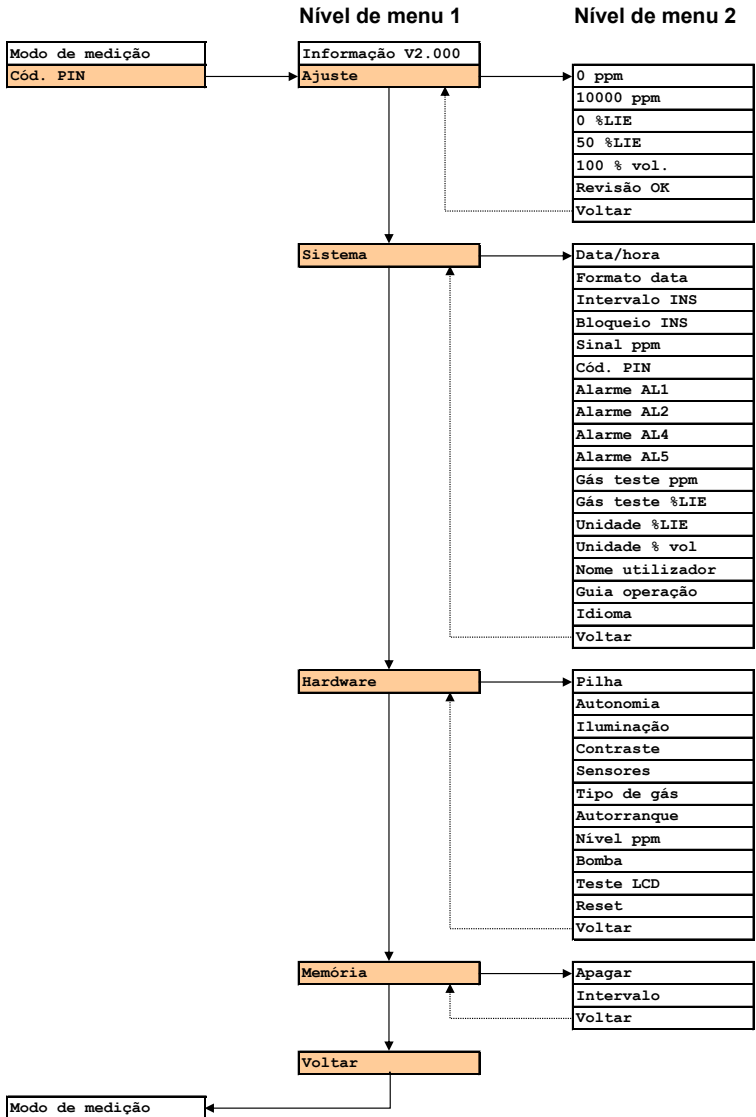 Nível de menu 1
Nível de menu 2
Modo de medição
Cód. PIN
Informação V2.000
Ajuste
0 ppm
10000 ppm
0 %LIE
50 %LIE
100 % vol.
Revisão OK
Voltar
Sistema
Data/hora
Formato data
Intervalo INS
Bloqueio INS
Sinal ppm
Cód. PIN
Alarme AL1
Alarme AL2
Alarme AL4
Alarme AL5
Gás teste ppm
Gás teste %LIE
Unidade %LIE
Unidade % vol
Nome utilizador
Guia operação
Idioma
Voltar
Hardware
Pilha
Autonomia
Iluminação
Contraste
Sensores
Tipo de gás
Autorranque
Nível ppm
Bomba
Teste LCD
Reset
Voltar
Memória
Apagar
Intervalo
Voltar
Voltar
Modo de medição